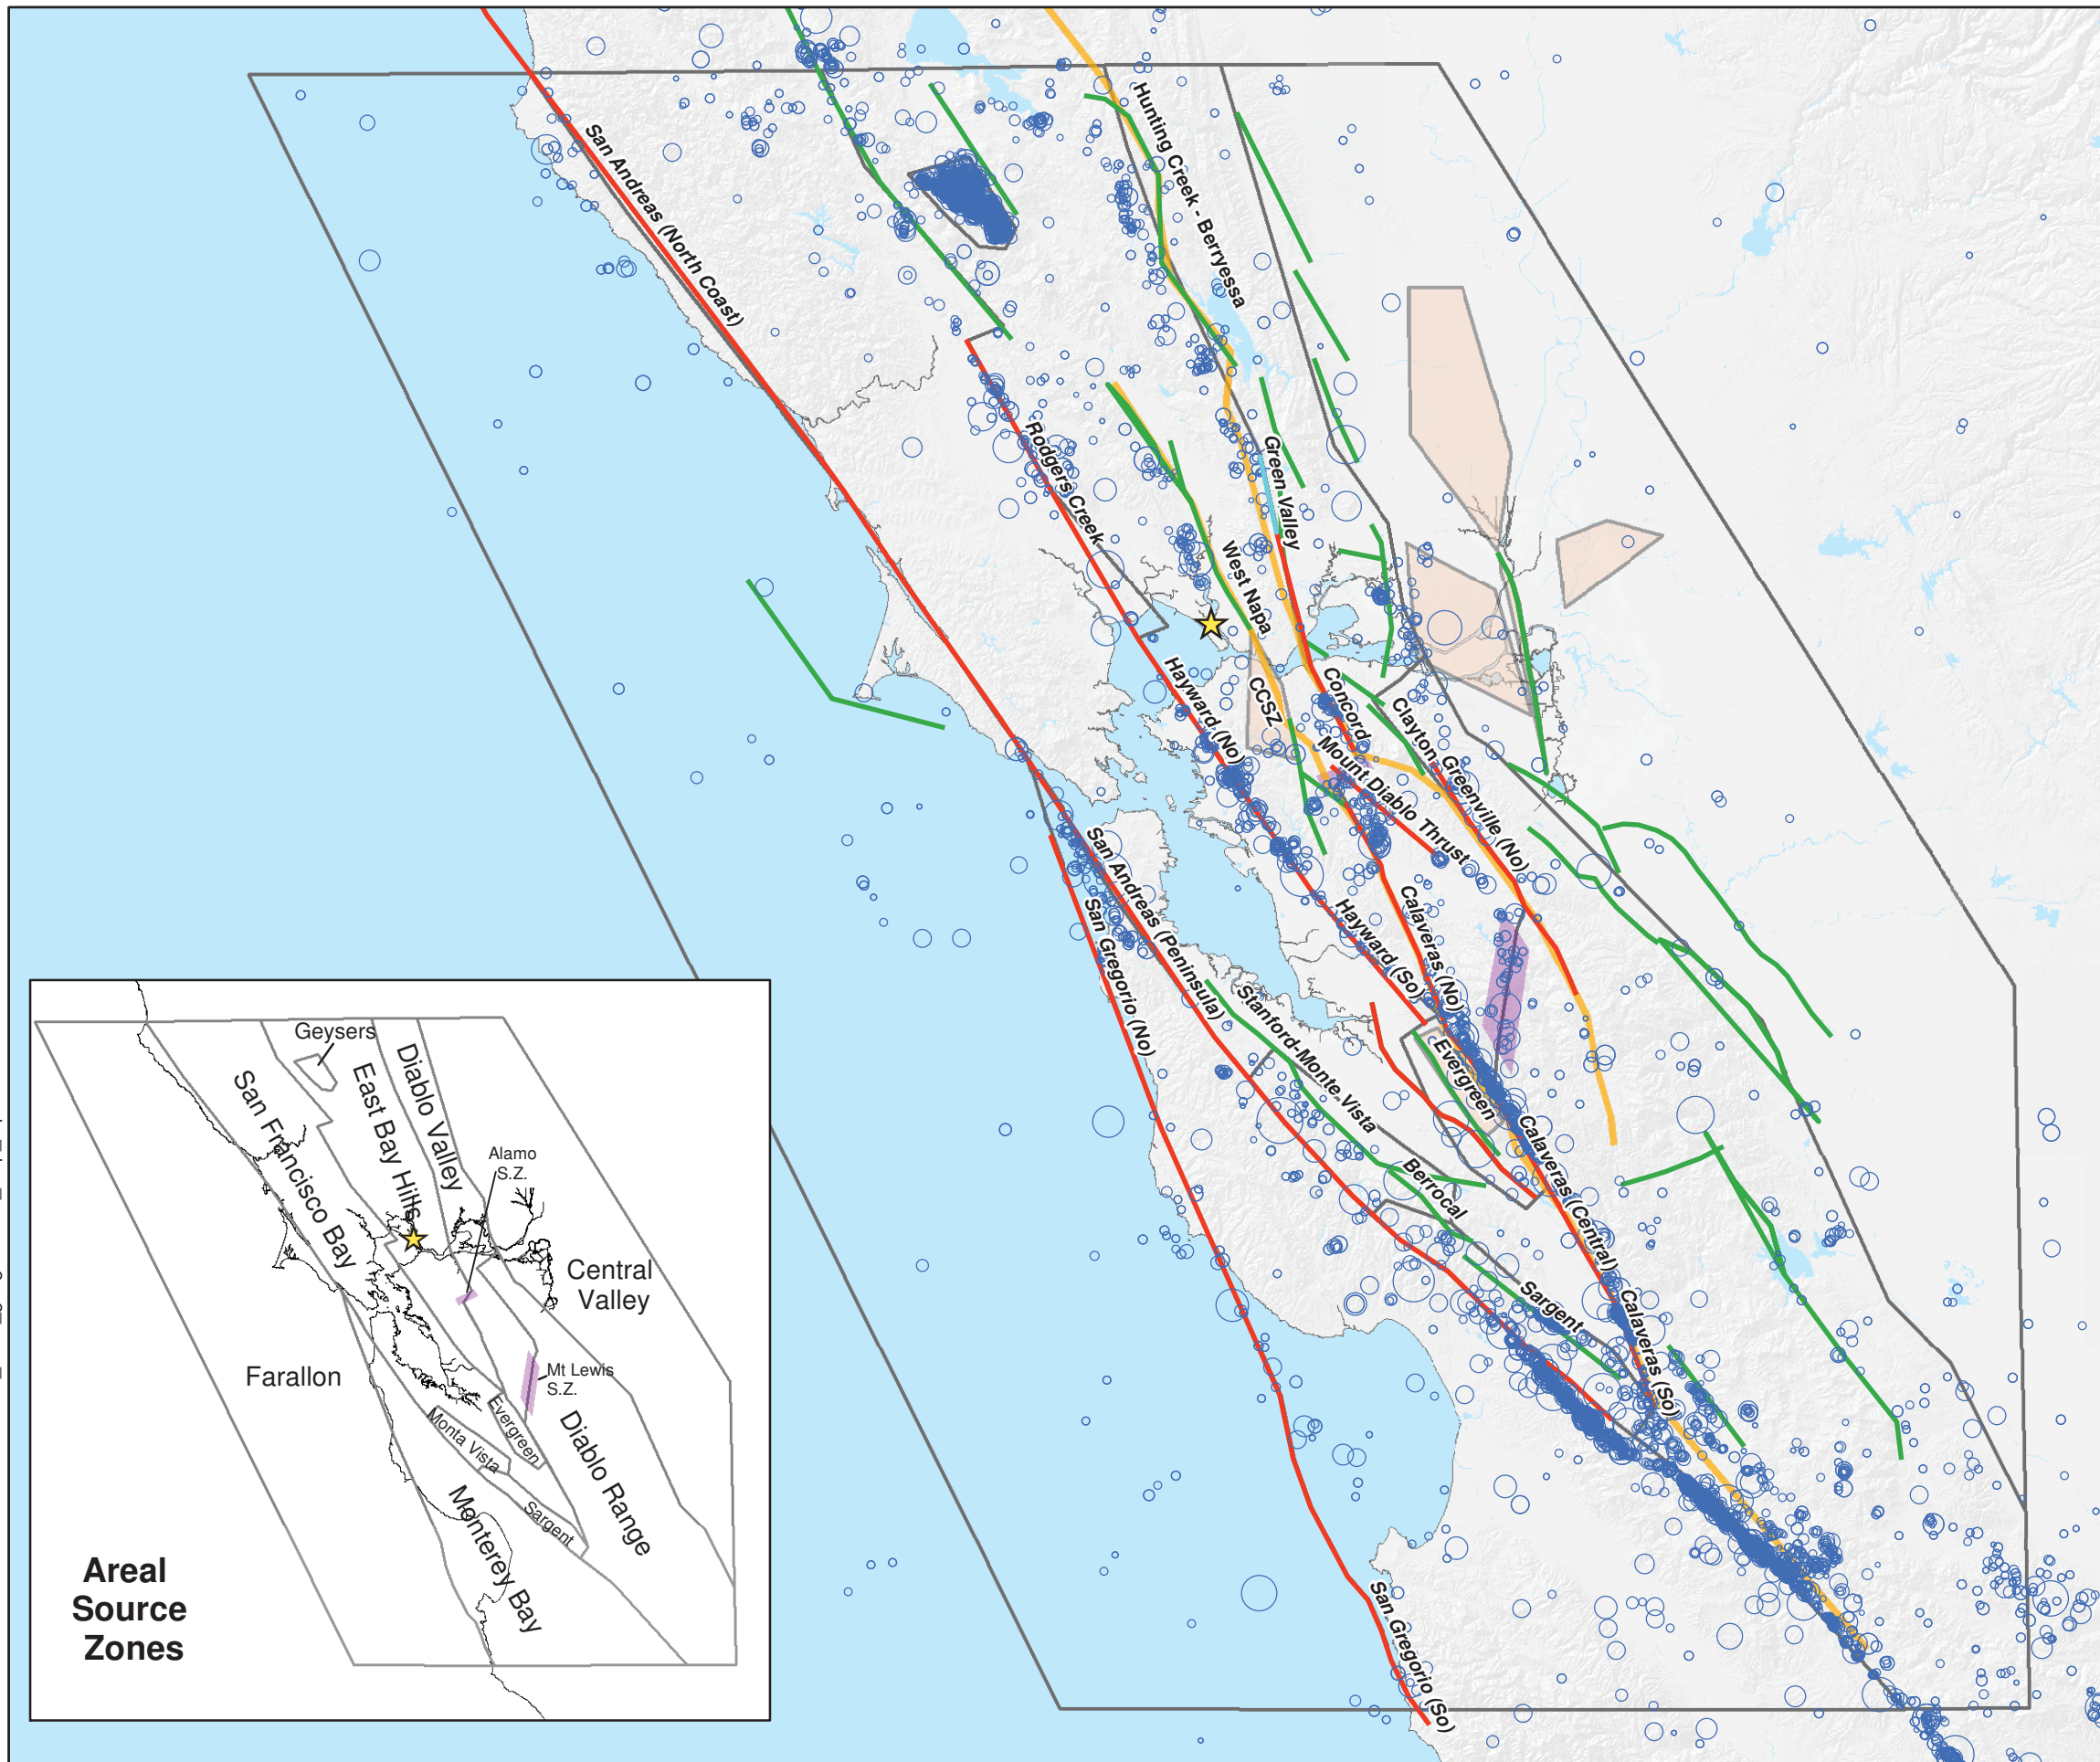 San Andreas (North Coast)
Hunting Creek - Berryessa
Rodgers Creek
Green Valley
West Napa
Hayward (No)
CCSZ
Concord
Clayton
Greenville (No)
Mount Diablo Thrust
San Andreas (Peninsula)
San Gregorio (No)
Hayward (So)
Calaveras (No)
Stanford-Monte Vista
Evergreen
Berrocal
Calaveras (Central)
Sargent
Calaveras (So)
San Gregorio (So)
Geysers
Diablo Valley
East Bay Hills
San Francisco Bay
Alamo
S.Z.
Central
Valley
Farallon
Mt Lewis
S.Z.
Evergreen
Monta Vista
Diablo Range
Sargent
Monterey Bay
Areal
Source
Zones